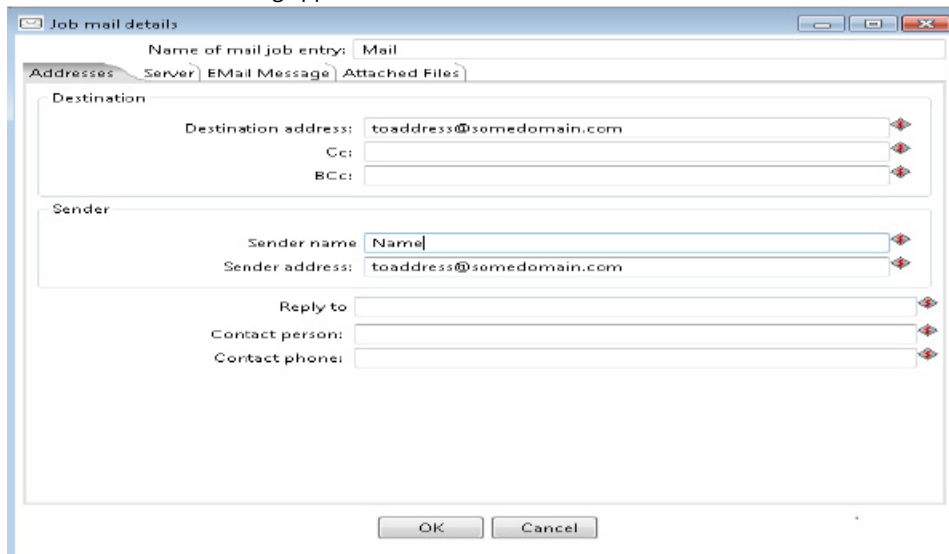 Job mail details
Name of mail job entry: Mail
Addresses Server EMail Message Attached Files
Destination
Destination address: toaddress@somedomain.com
Cc:
BCc:
Sender
Sender name Name
Sender address: toaddress@somedomain.com
Reply to
Contact person:
Contact phone:
OK Cancel